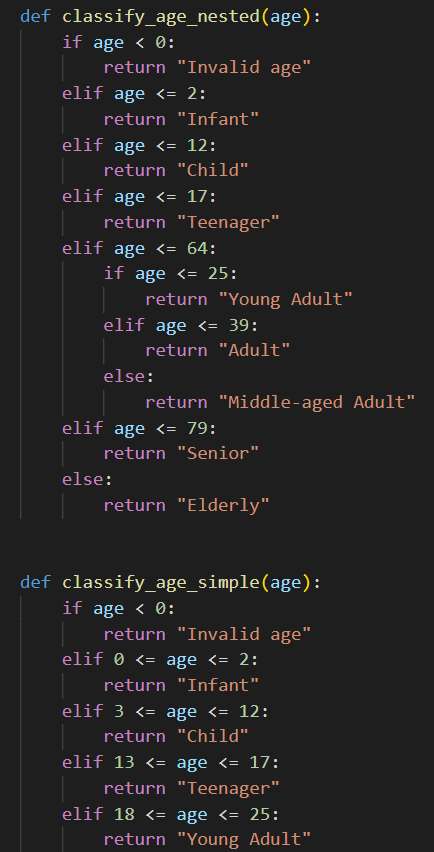 def classify_age_nested(age):
    if age < 0:
        return "Invalid age"
    elif age <= 2:
        return "Infant"
    elif age <= 12:
        return "Child"
    elif age <= 17:
        return "Teenager"
    elif age <= 64:
        if age <= 25:
            return "Young Adult"
        elif age <= 39:
            return "Adult"
        else:
            return "Middle-aged Adult"
    elif age <= 79:
        return "Senior"
    else:
        return "Elderly"

def classify_age_simple(age):
    if age < 0:
        return "Invalid age"
    elif 0 <= age <= 2:
        return "Infant"
    elif 3 <= age <= 12:
        return "Child"
    elif 13 <= age <= 17:
        return "Teenager"
    elif 18 <= age <= 25:
        return "Young Adult"